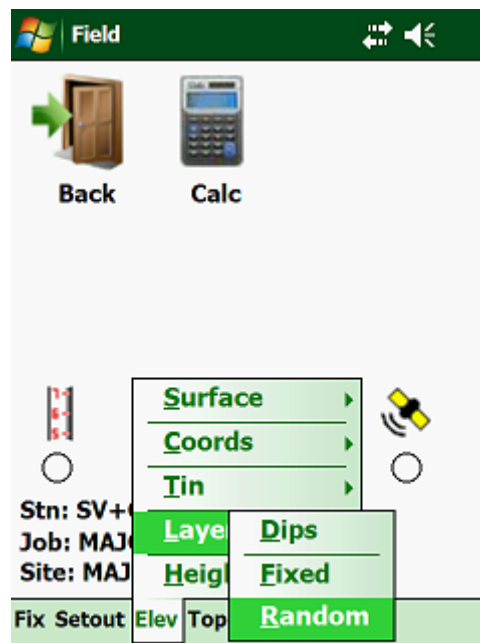 Field
Back Calc
Surface
Coords
Tin
Stn: SV+
Job: MAJ
Site: MAJ
Dips
Fixed
Random
Fix Setout Elev Top